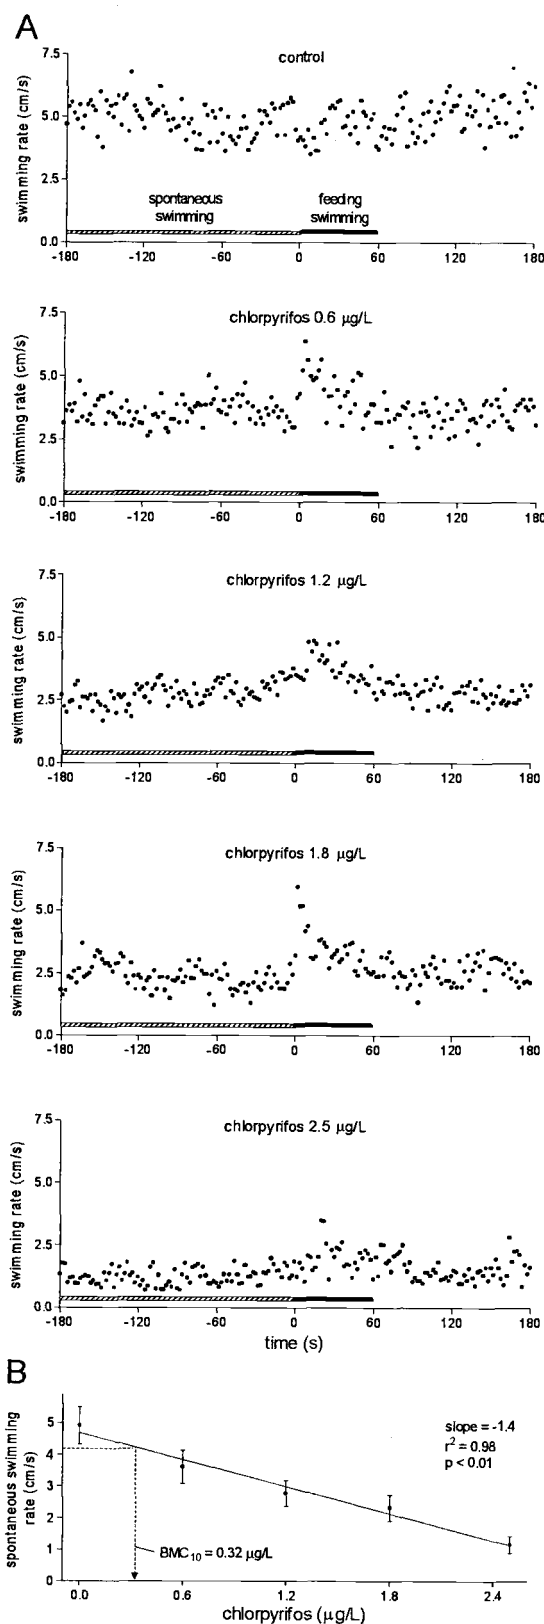 A
control
7.5
5.0
2.5
0.0
swimming rate (cm/s)
spontaneous
swimming
feeding
swimming
-180 -120 -60 0 60 120 180
chlorpyrifos 0.6 µg/L
7.5
5.0
2.5
0.0
swimming rate (cm/s)
-180 -120 -60 0 60 120 180
chlorpyrifos 1.2 µg/L
7.5
5.0
2.5
0.0
swimming rate (cm/s)
-180 -120 -60 0 60 120 180
chlorpyrifos 1.8 µg/L
7.5
5.0
2.5
0.0
swimming rate (cm/s)
-180 -120 -60 0 60 120 180
chlorpyrifos 2.5 µg/L
7.5
5.0
2.5
0.0
swimming rate (cm/s)
-180 -120 -60 0 60 120 180
time (s)
B
spontaneous swimming
rate (cm/s)
5
4
3
2
1
0
slope = -1.4
r² = 0.98
p < 0.01
BMC₁₀ = 0.32 µg/L
0.0 0.6 1.2 1.8 2.4
chlorpyrifos (µg/L)